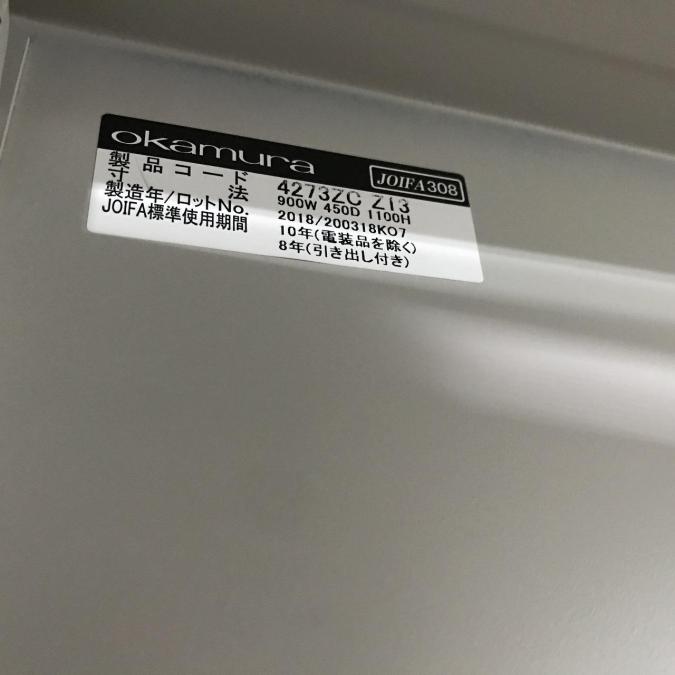 okamura
JOIFA308
製品コード 4273ZC Z13
寸法 900W 450D 1100H
製造年/ロットNo. 2018/200318K07
JOIFA標準使用期間 10年(電装品を除く)
8年(引き出し付き)